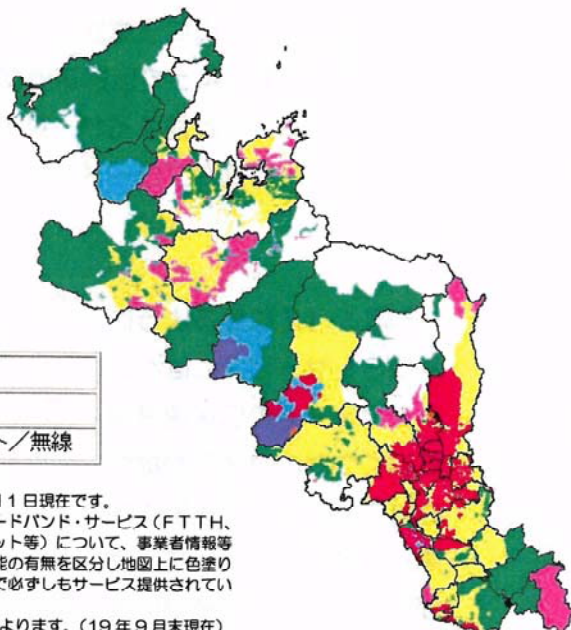 ト／無線
月１日現在です。
ードバンド・サービス（ＦＴＴＨ、
ット等）について、事業者情報等
能の有無を区分し地図上に色塗り
で必ずしもサービス提供されてい
よります。（19年９月末現在）